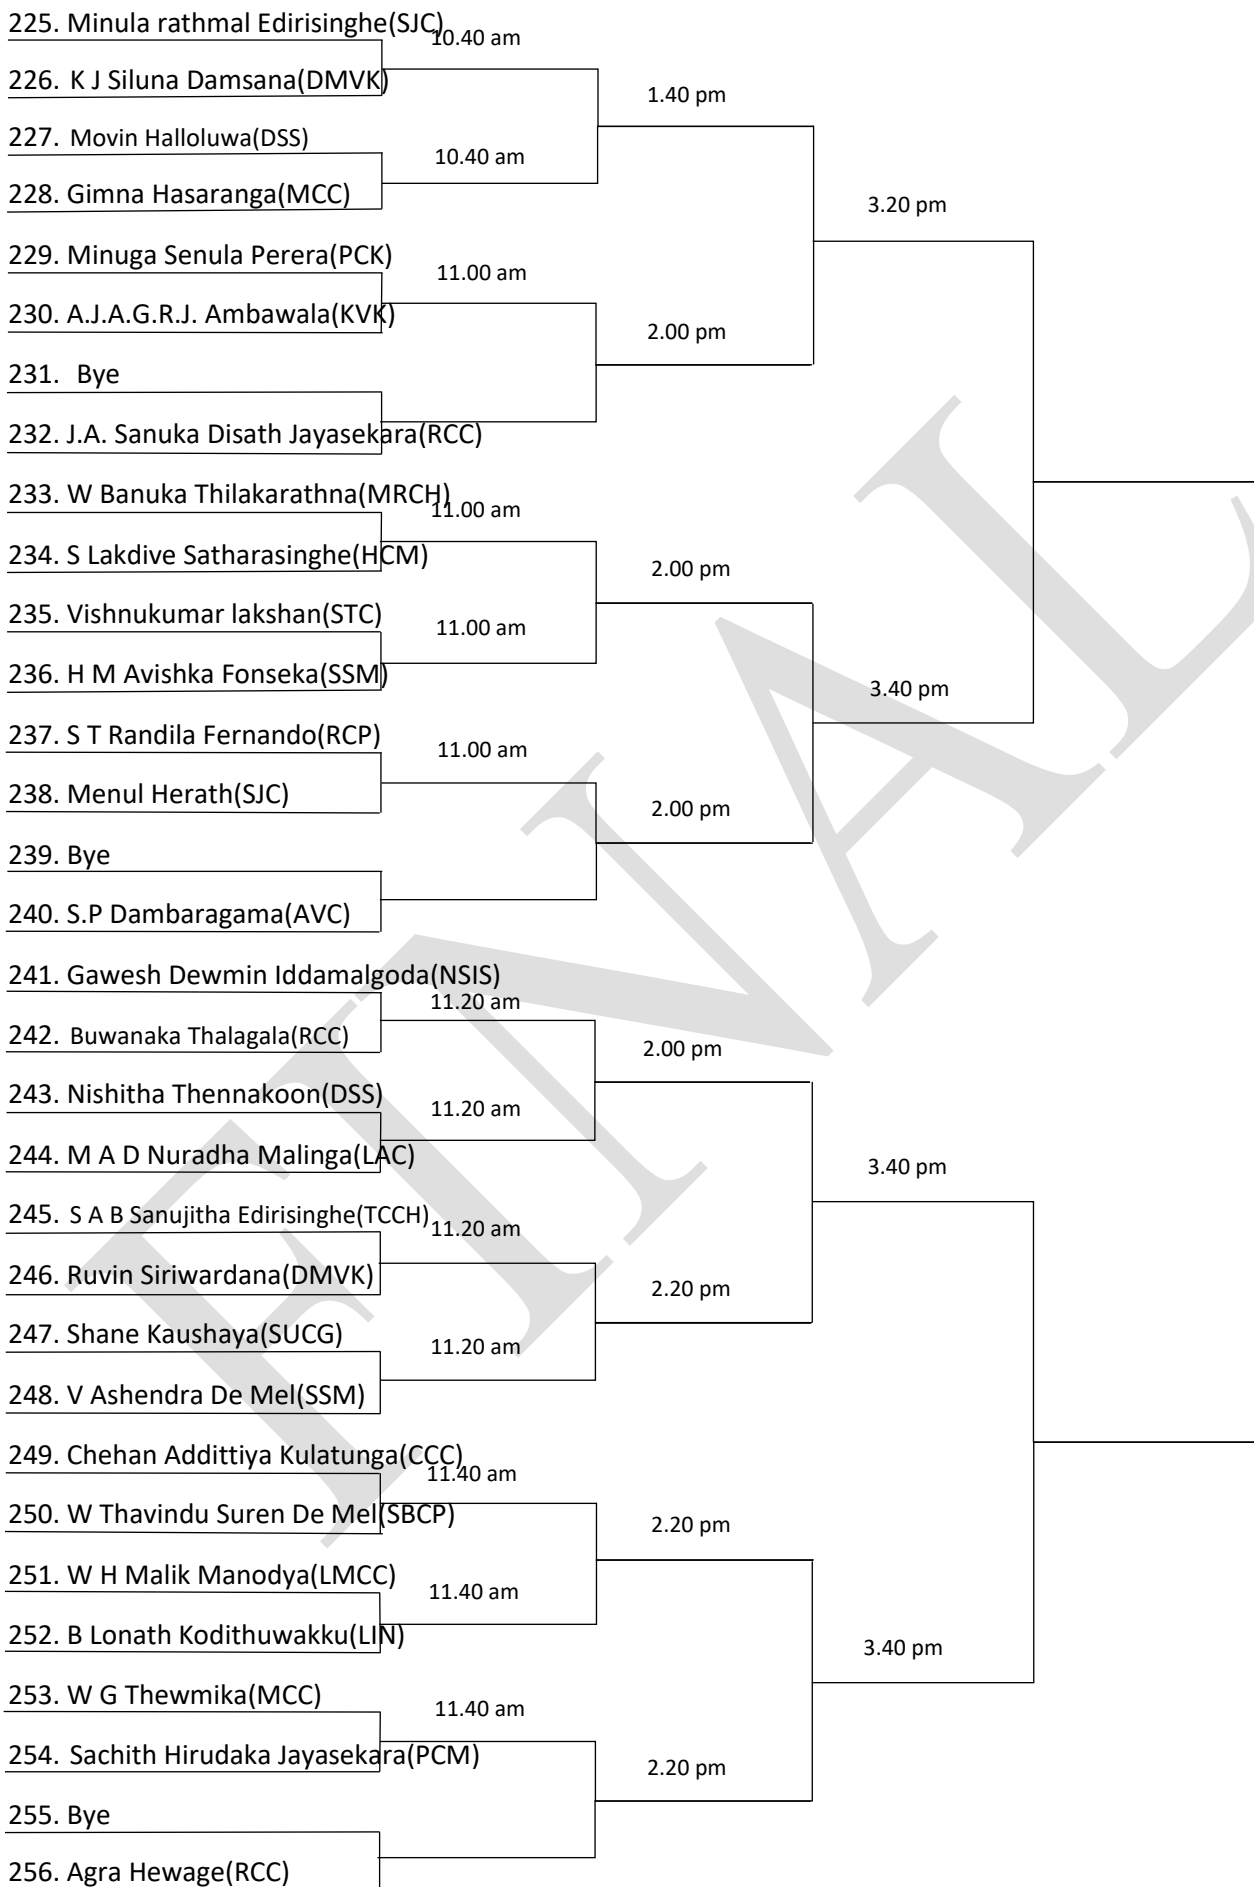 225. Minula rathmal Edirisinghe(SJC)
10.40 am
226. K J Siluna Damsana(DMVK)
1.40 pm
227. Movin Halloluwa(DSS)
10.40 am
228. Gimna Hasaranga(MCC)
3.20 pm
229. Minuga Senula Perera(PCK)
11.00 am
230. A.J.A.G.R.J. Ambawala(KVK)
2.00 pm
231. Bye
232. J.A. Sanuka Disath Jayasekara(RCC)
233. W Banuka Thilakarathna(MRCH)
11.00 am
234. S Lakdive Satharasinghe(HCM)
2.00 pm
235. Vishnukumar lakshan(STC)
11.00 am
236. H M Avishka Fonseka(SSM)
3.40 pm
237. S T Randila Fernando(RCP)
11.00 am
238. Menul Herath(SJC)
2.00 pm
239. Bye
240. S.P Dambaragama(AVC)
241. Gawesh Dewmin Iddamalgoda(NSIS)
11.20 am
242. Buwanaka Thalagala(RCC)
2.00 pm
243. Nishitha Thennakoon(DSS)
11.20 am
244. M A D Nuradha Malinga(LAC)
3.40 pm
245. S A B Sanujitha Edirisinghe(TCCH)
11.20 am
246. Ruvin Siriwardana(DMVK)
2.20 pm
247. Shane Kaushaya(SUCG)
11.20 am
248. V Ashendra De Mel(SSM)
249. Chehan Addittiya Kulatunga(CCC)
11.40 am
250. W Thavindu Suren De Mel(SBCP)
2.20 pm
251. W H Malik Manodya(LMCC)
11.40 am
252. B Lonath Kodithuwakku(LIN)
3.40 pm
253. W G Thewmika(MCC)
11.40 am
254. Sachith Hirudaka Jayasekara(PCM)
2.20 pm
255. Bye
256. Agra Hewage(RCC)
FINAL